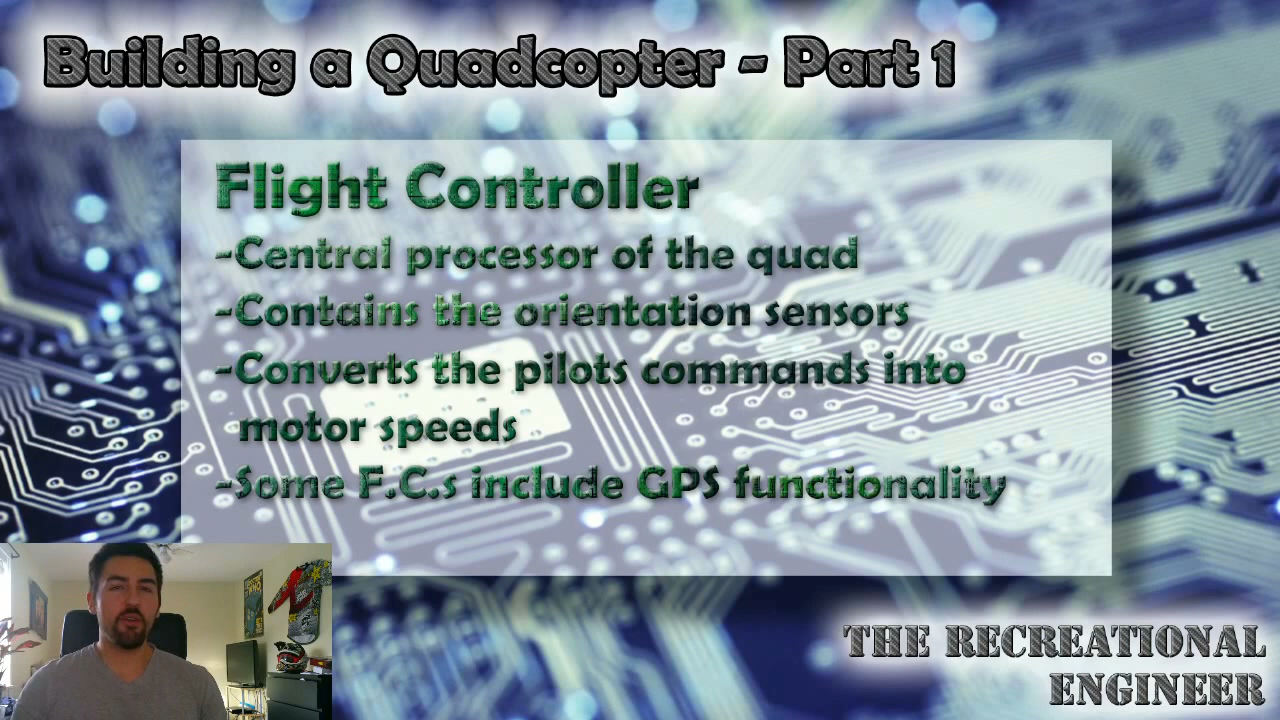 Building a Quadcopter - Part 1
Flight Controller
-Central processor of the quad
-Contains the orientation sensors
-Converts the pilots commands into
motor speeds
-Some F.C.s include GPS functionality
THE RECREATIONAL
ENGINEER